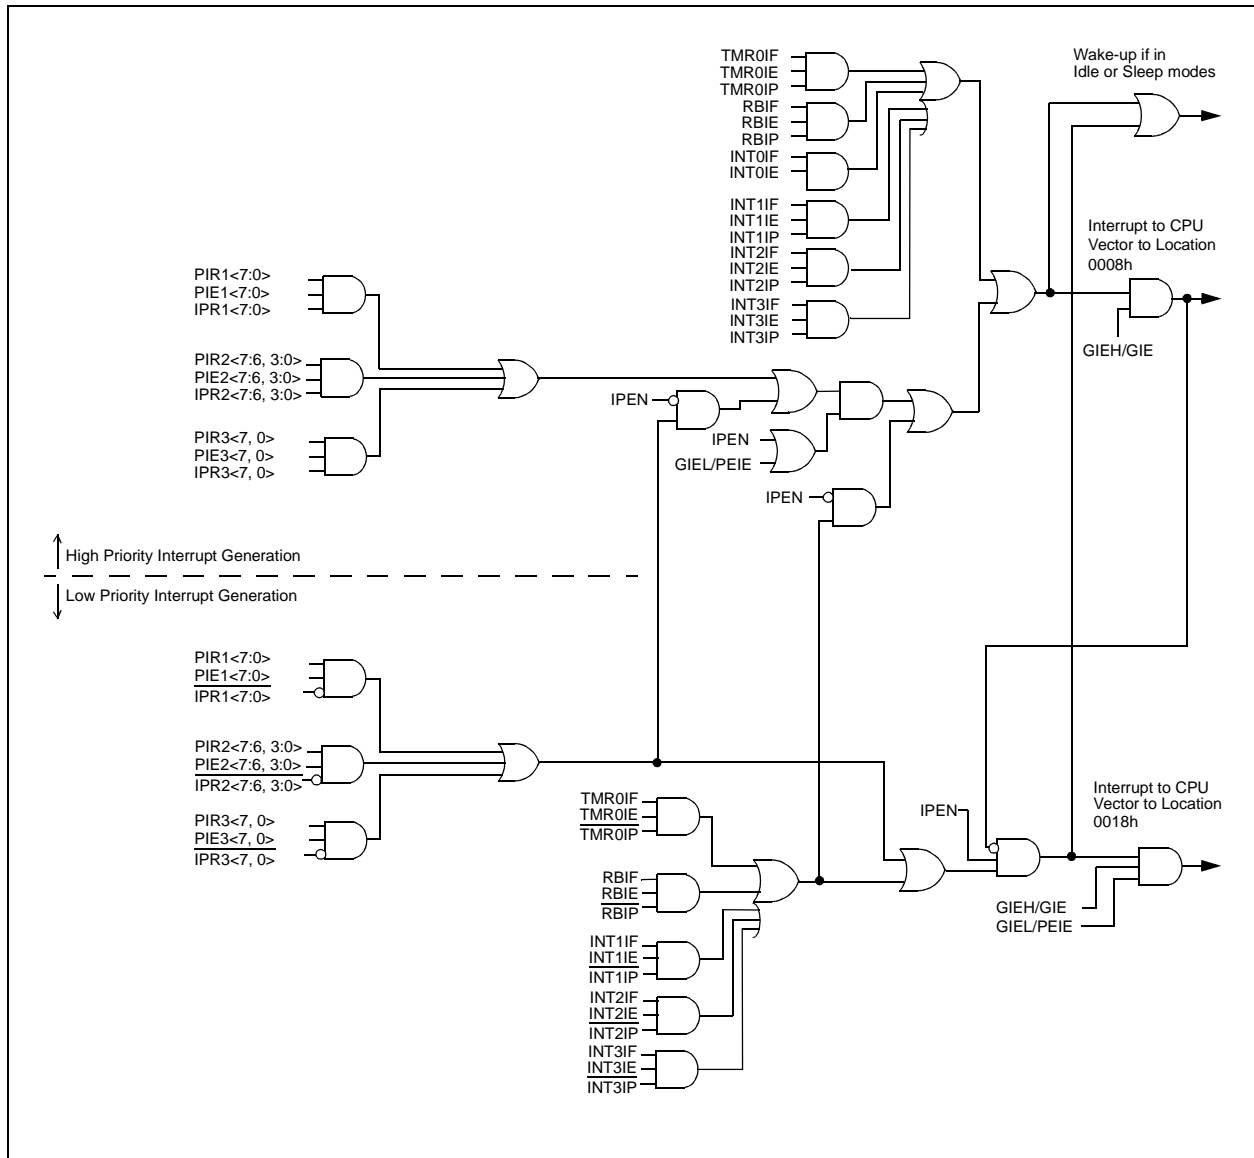 TMR0IF
TMR0IE
TMR0IP
RBIF
RBIE
RBIP
INT0IF
INT0IE
INT1IF
INT1IE
INT1IP
INT2IF
INT2IE
INT2IP
INT3IF
INT3IE
INT3IP
Wake-up if in
Idle or Sleep modes
Interrupt to CPU
Vector to Location
0008h
GIEH/GIE
PIR1<7:0>
PIE1<7:0>
IPR1<7:0>
PIR2<7:6, 3:0>
PIE2<7:6, 3:0>
IPR2<7:6, 3:0>
PIR3<7, 0>
PIE3<7, 0>
IPR3<7, 0>
IPEN
IPEN
GIEL/PEIE
IPEN
High Priority Interrupt Generation
Low Priority Interrupt Generation
PIR1<7:0>
PIE1<7:0>
IPR1<7:0>
PIR2<7:6, 3:0>
PIE2<7:6, 3:0>
IPR2<7:6, 3:0>
PIR3<7, 0>
PIE3<7, 0>
IPR3<7, 0>
TMR0IF
TMR0IE
TMR0IP
RBIF
RBIE
RBIP
INT1IF
INT1IE
INT1IP
INT2IF
INT2IE
INT2IP
INT3IF
INT3IE
INT3IP
IPEN
Interrupt to CPU
Vector to Location
0018h
GIEH/GIE
GIEL/PEIE